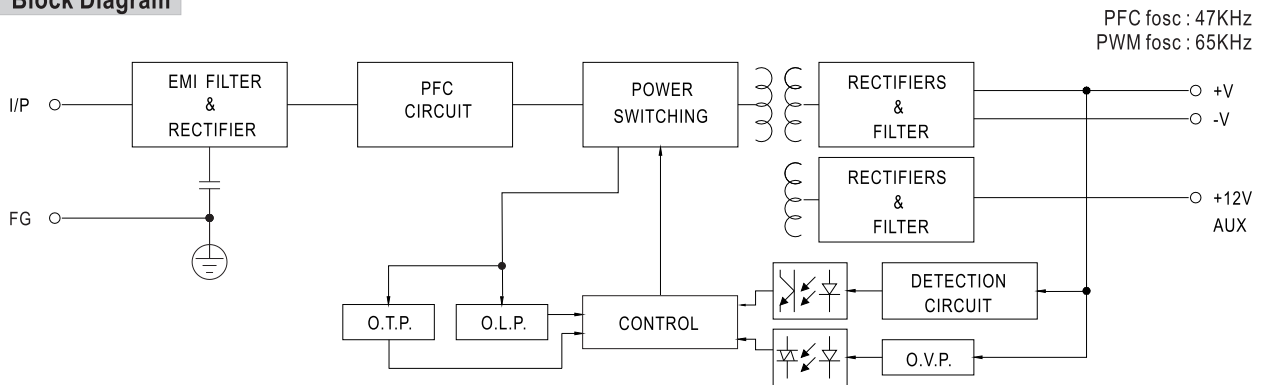 Block Diagram
PFC fosc : 47KHz
PWM fosc : 65KHz
I/P
EMI FILTER
&
RECTIFIER
PFC
CIRCUIT
POWER
SWITCHING
RECTIFIERS
&
FILTER
+V
-V
RECTIFIERS
&
FILTER
+12V
AUX
FG
O.T.P.
O.L.P.
CONTROL
DETECTION
CIRCUIT
O.V.P.